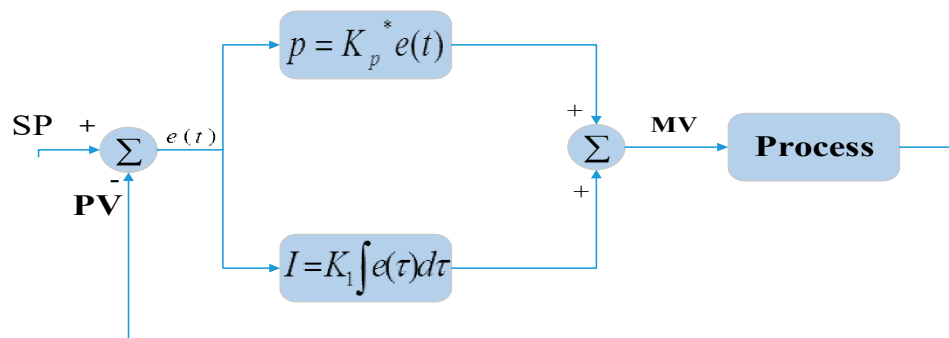 p = K_p * e(t)
SP
+
Σ
e(t)
-
PV
+
Σ
+
MV
Process
I = K_1 ∫ e(τ)dτ